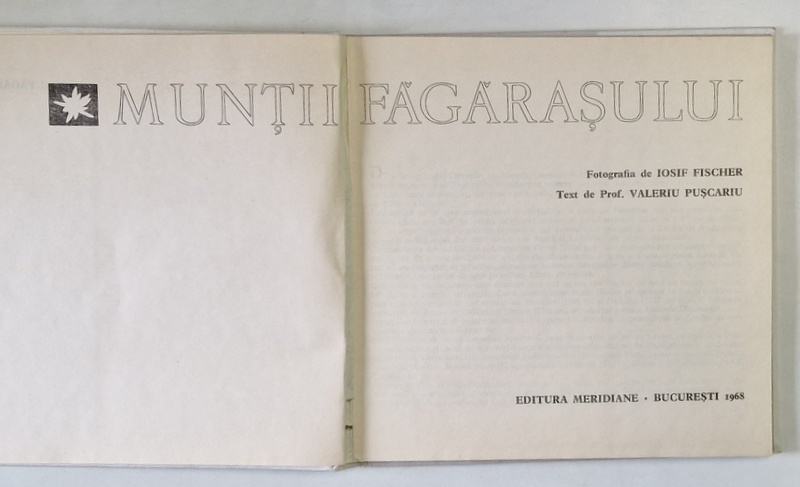 MUNȚII FĂGĂRAȘULUI
Fotografia de IOSIF FISCHER
Text de Prof. VALERIU PUȘCARIU
EDITURA MERIDIANE • BUCUREȘTI 1968